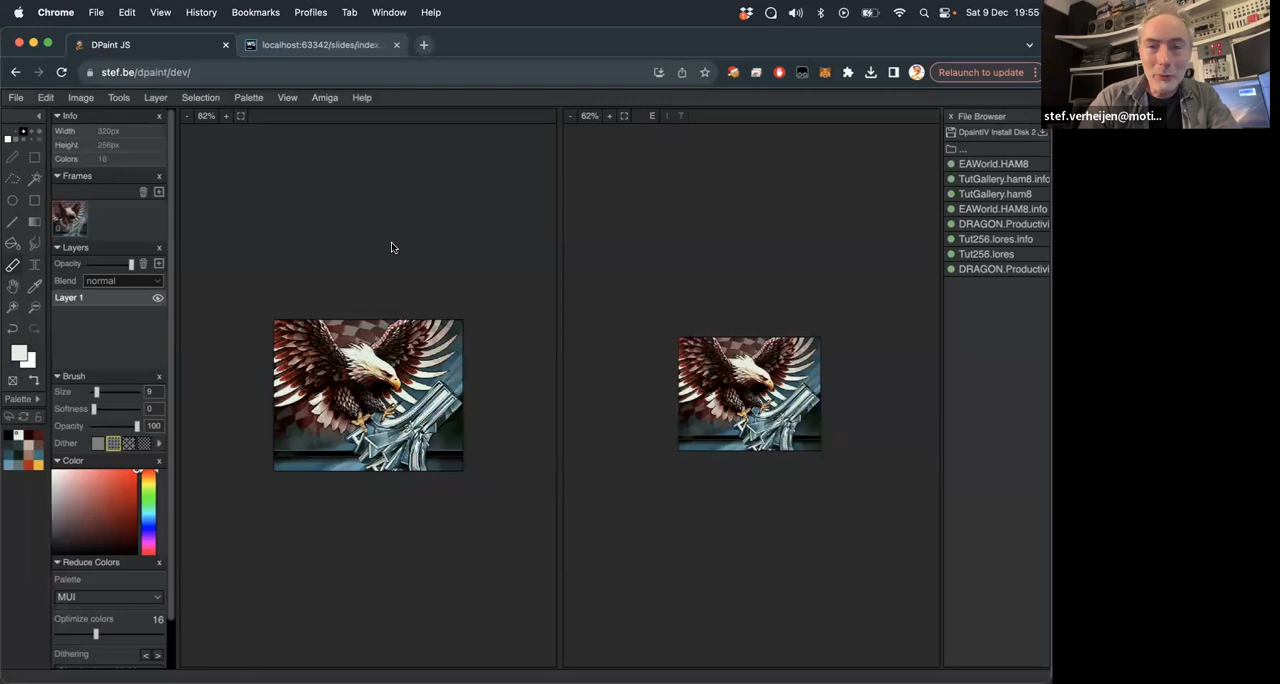 Chrome File Edit View History Bookmarks Profiles Tab Window Help Sat 9 Dec 19:55
DPaint JS localhost:63342/slides/index
stef.be/dpaint/dev/ Relaunch to update
File Edit Image Tools Layer Selection Palette View Amiga Help
Info
Width 320px
Height 256px
Colors 16
Frames
0
Layers
Opacity
Blend normal
Layer 1
Palette
Brush
Size 9
Softness 0
Opacity 100
Dither
Color
Reduce Colors
Palette
MUI
Optimize colors 16
Dithering < >
- 82% +
- 62% + E I T
x File Browser
DpaintIV Install Disk 2
...
EAWorld.HAM8
TutGallery.ham8.info
TutGallery.ham8
EAWorld.HAM8.info
DRAGON.Productivi
Tut256.lores.info
Tut256.lores
DRAGON.Productivi
stef.verheijen@moti...